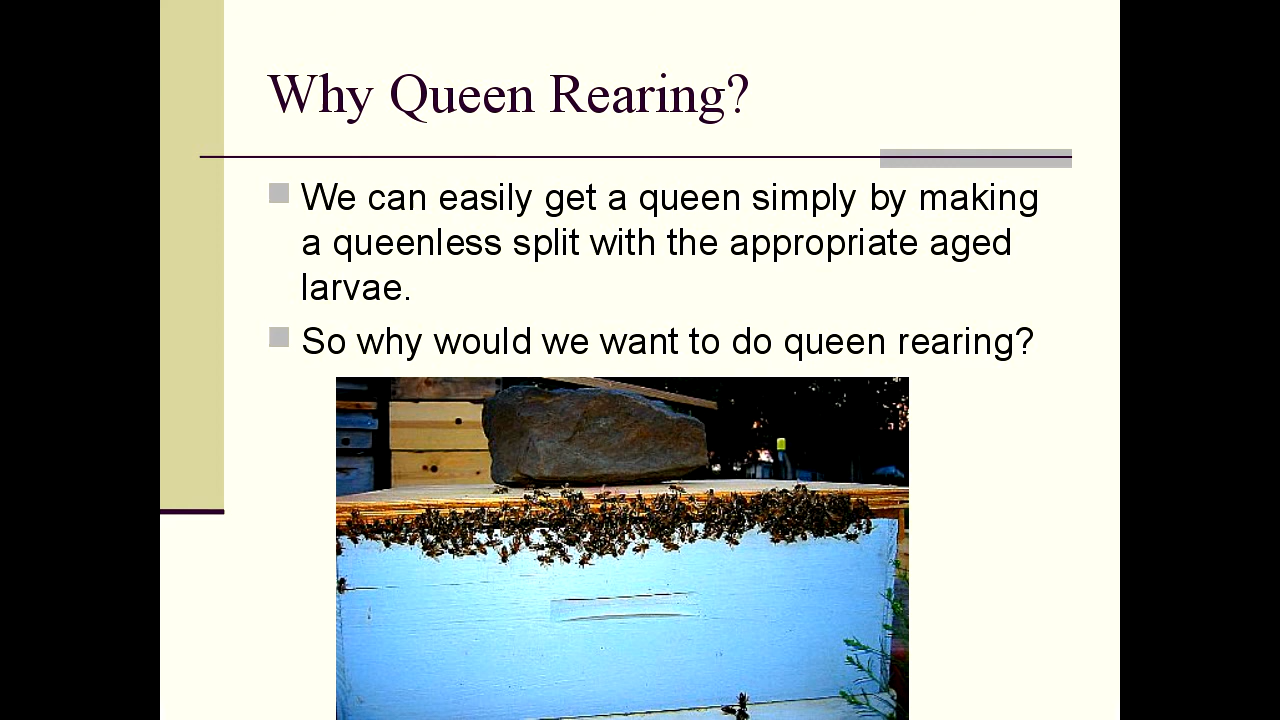 Why Queen Rearing?
We can easily get a queen simply by making
a queenless split with the appropriate aged
larvae.
So why would we want to do queen rearing?